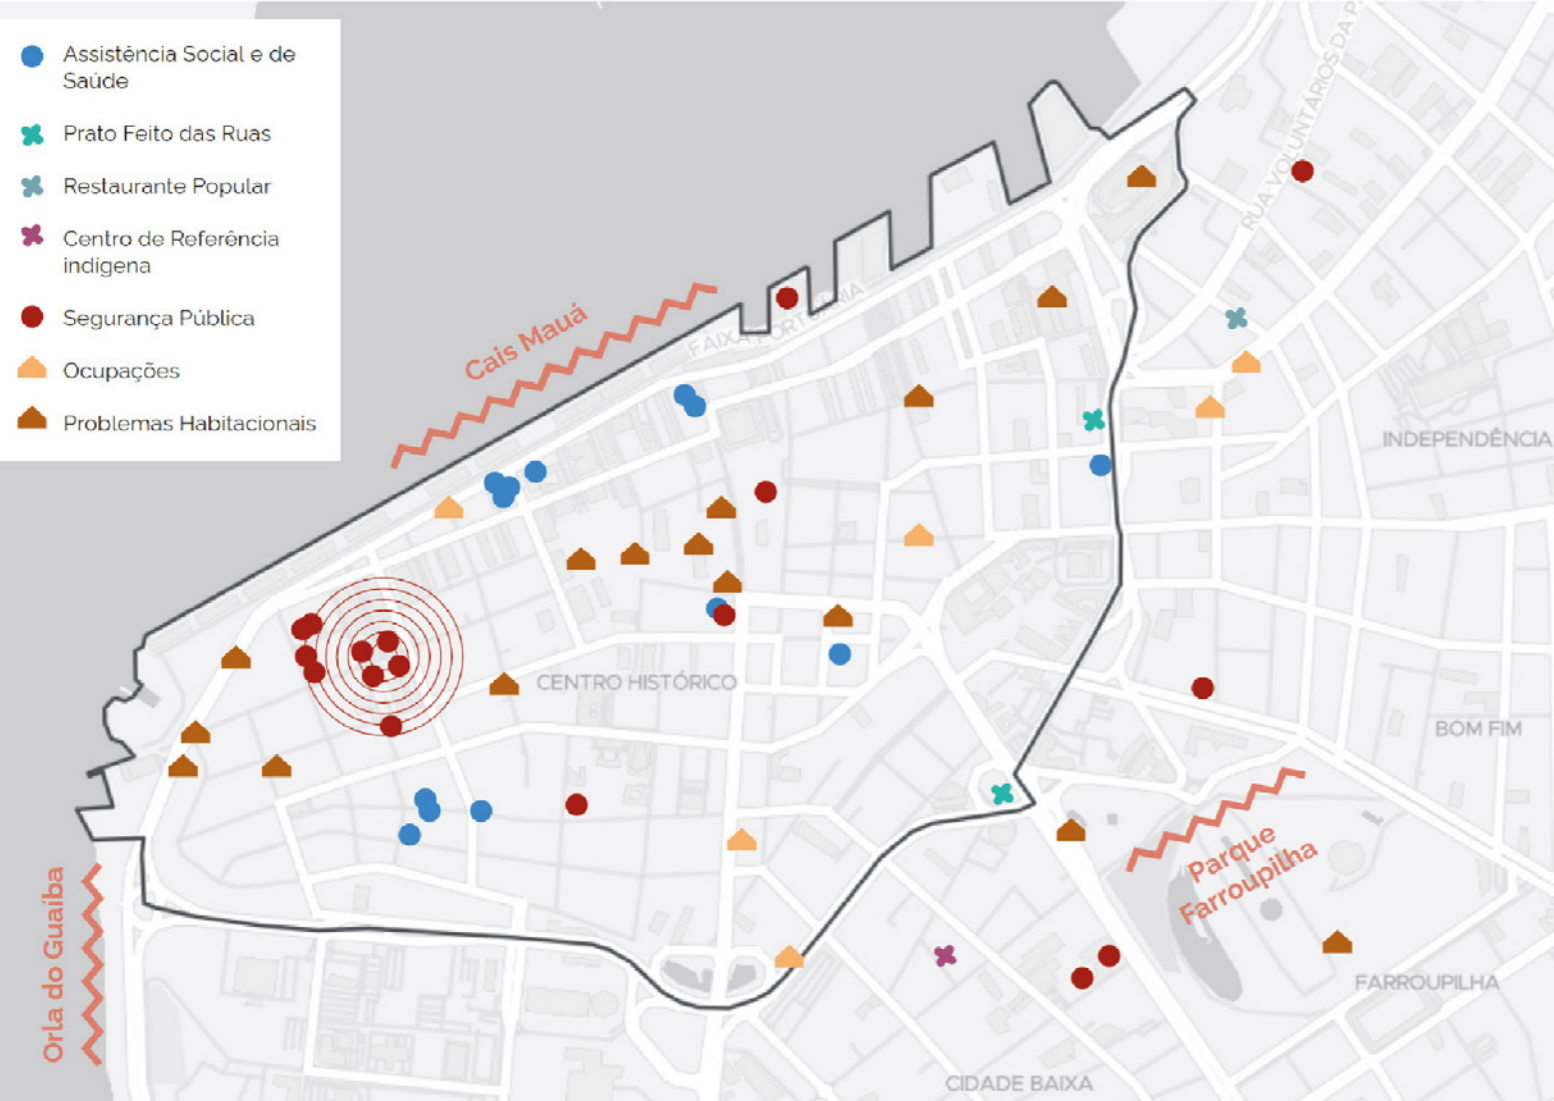 Assistência Social e de
Saúde
Prato Feito das Ruas
Restaurante Popular
Centro de Referência
indígena
Segurança Pública
Ocupações
Problemas Habitacionais
RUA VOLUNTÁRIOS DA P
Cais Mauá
FAIXA PORTUÁRIA
INDEPENDÊNCIA
CENTRO HISTÓRICO
BOM FIM
Parque
Farroupilha
Orla do Guaíba
FARROUPILHA
CIDADE BAIXA